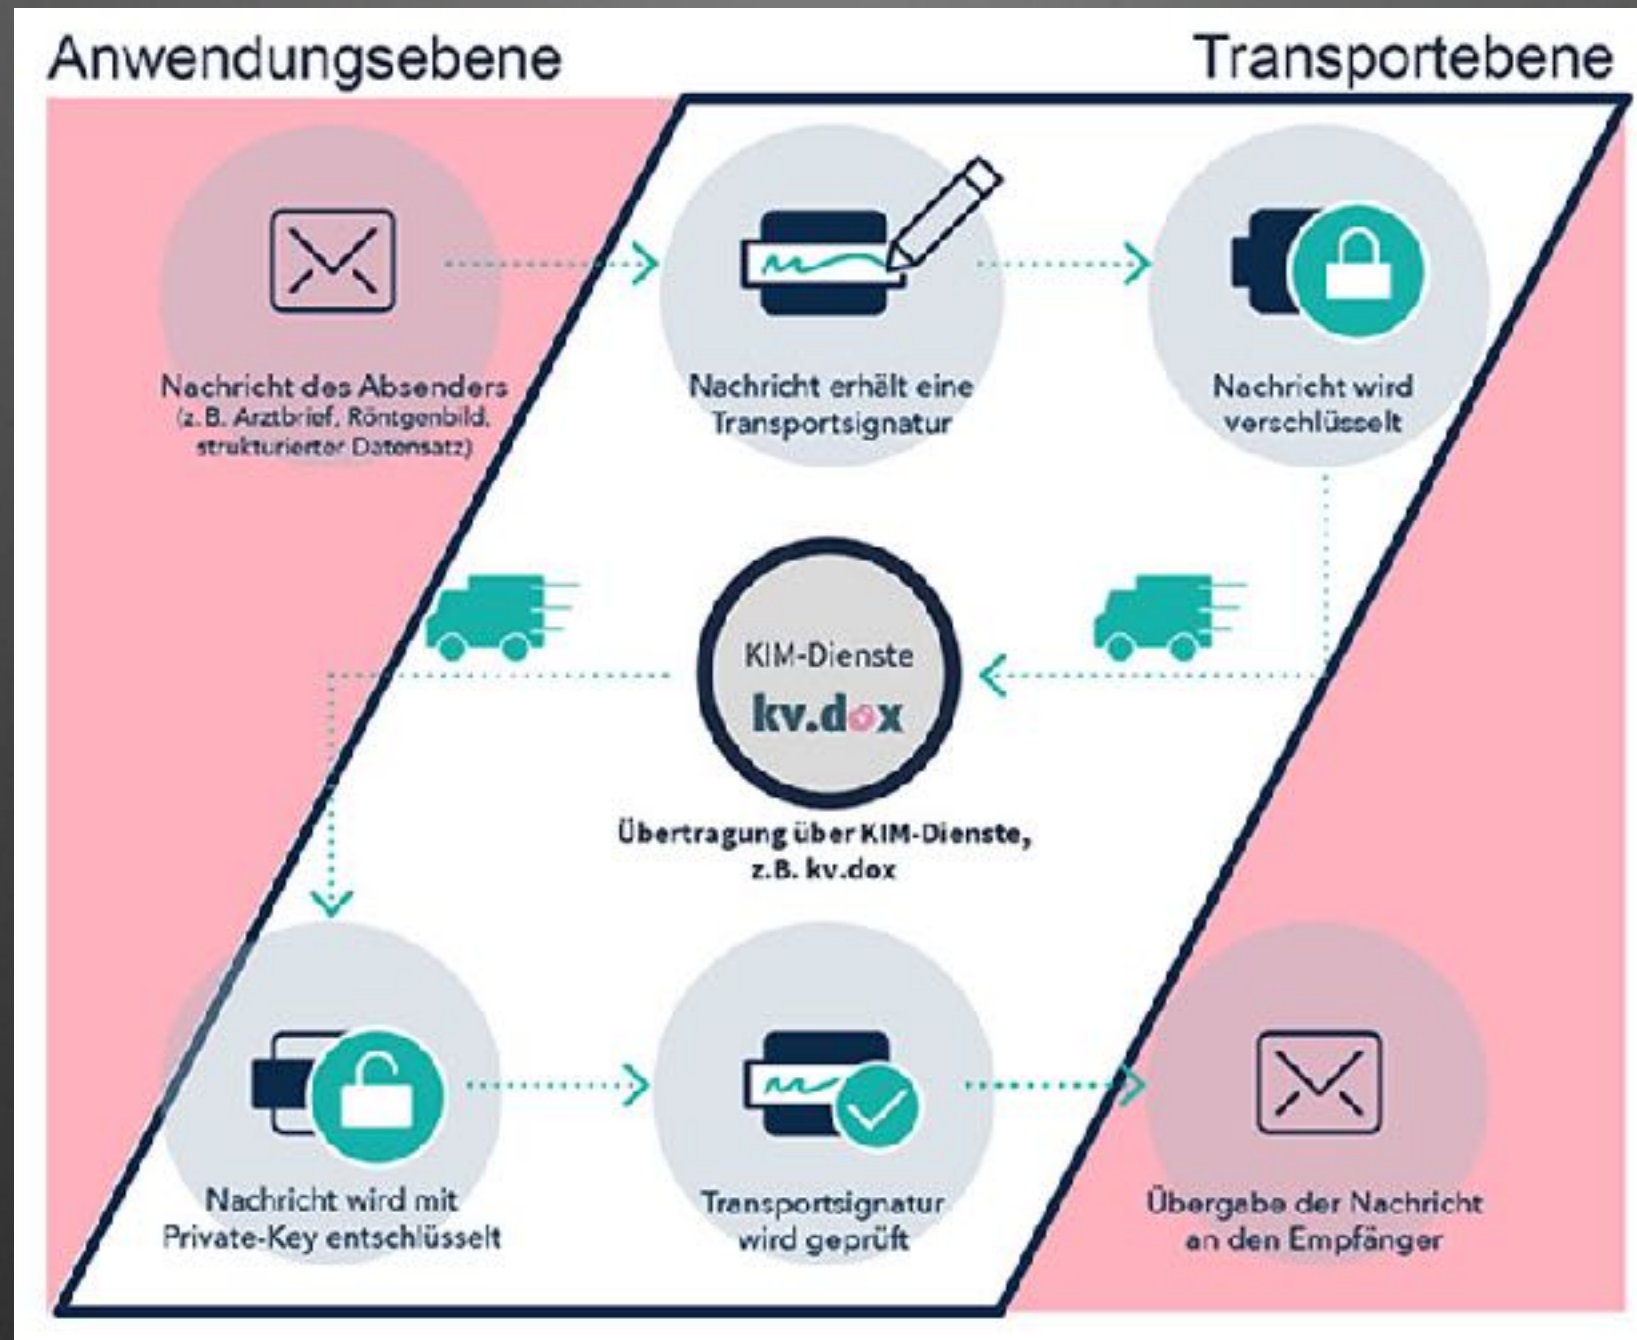 Anwendungsebene
Transportebene
Nachricht des Absenders
(z.B. Arztbrief, Röntgenbild,
strukturierter Datensatz)
Nachricht erhält eine
Transportsignatur
Nachricht wird
verschlüsselt
KIM-Dienste
kv.dox
Übertragung über KIM-Dienste,
z.B. kv.dox
Nachricht wird mit
Private-Key entschlüsselt
Transportsignatur
wird geprüft
Übergabe der Nachricht
an den Empfänger